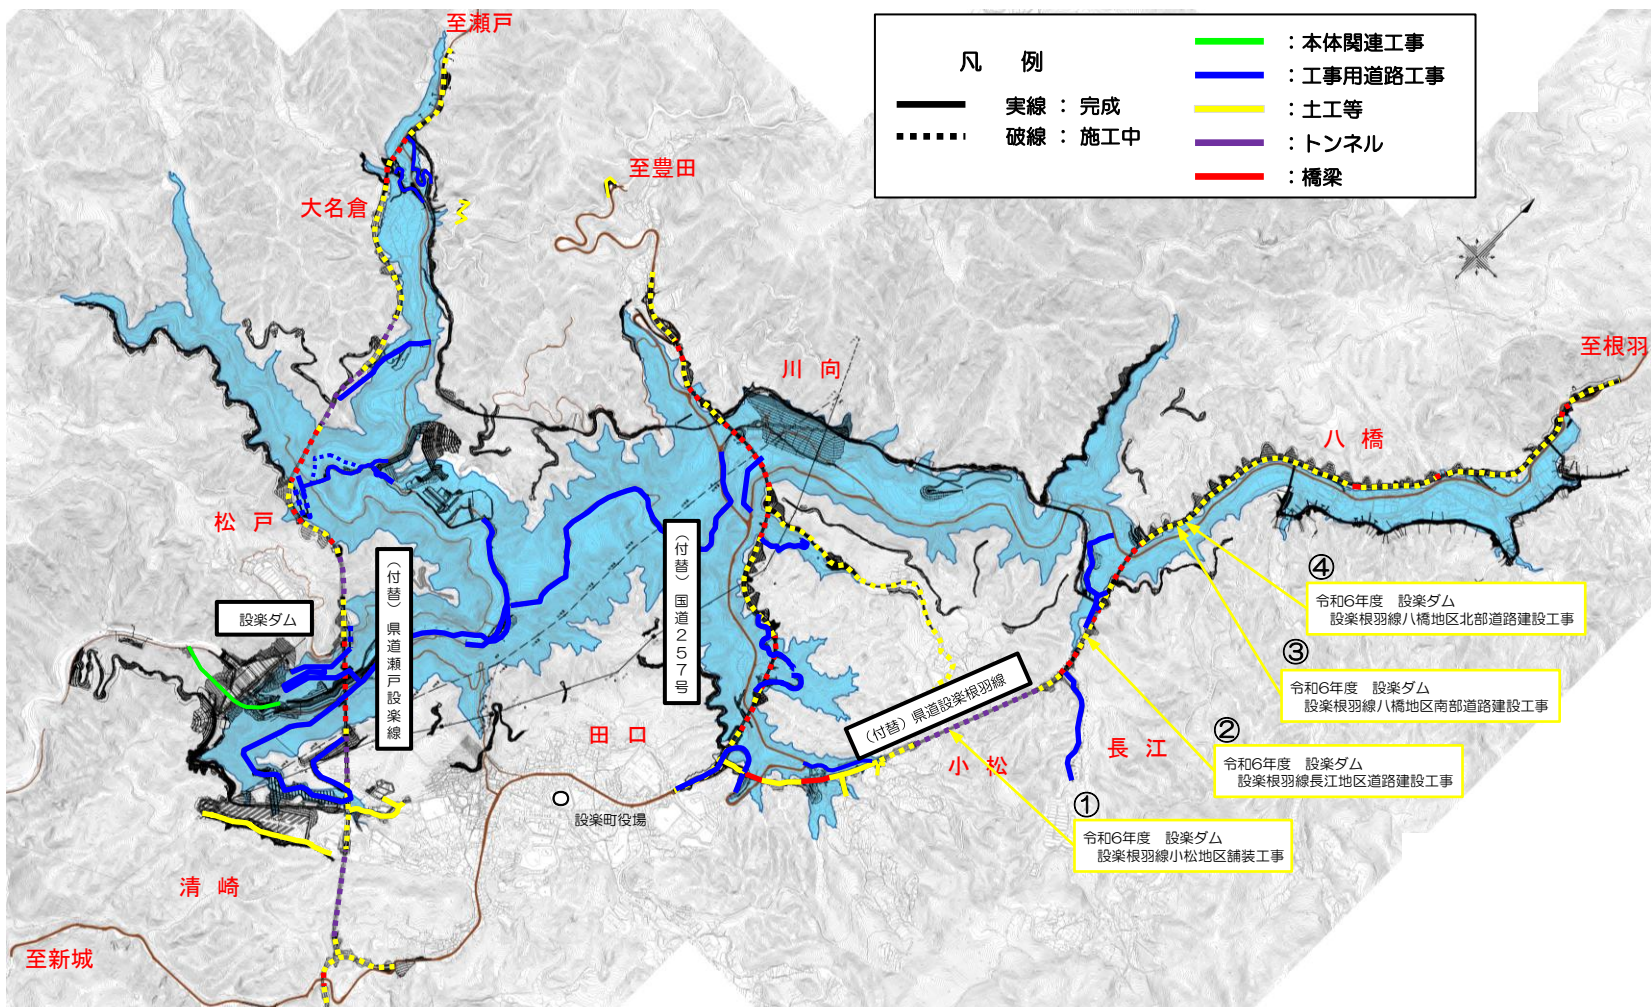 至瀬戸
凡　例
実線 ： 完成
破線 ： 施工中
：本体関連工事
：工事用道路工事
：土工等
：トンネル
：橋梁
至豊田
大名倉
川 向
至根羽
八 橋
松 戸
設楽ダム
（付替）県道瀬戸設楽線
（付替）国道257号
（付替）県道設楽根羽線
田 口
小 松
長 江
設楽町役場
清 崎
至新城
④
令和6年度　設楽ダム
設楽根羽線八橋地区北部道路建設工事
③
令和6年度　設楽ダム
設楽根羽線八橋地区南部道路建設工事
②
令和6年度　設楽ダム
設楽根羽線長江地区道路建設工事
①
令和6年度　設楽ダム
設楽根羽線小松地区舗装工事